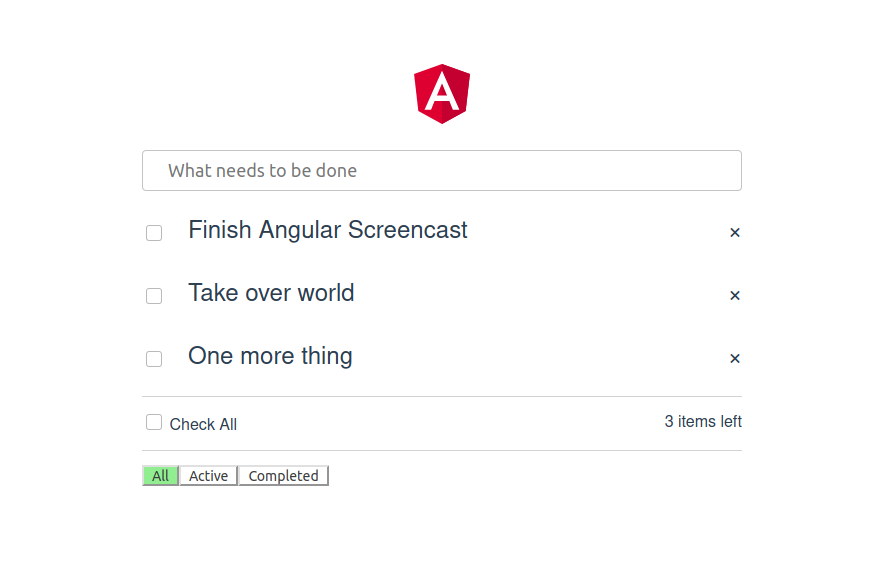 A
What needs to be done
Finish Angular Screencast ×
Take over world ×
One more thing ×
Check All 3 items left
All Active Completed